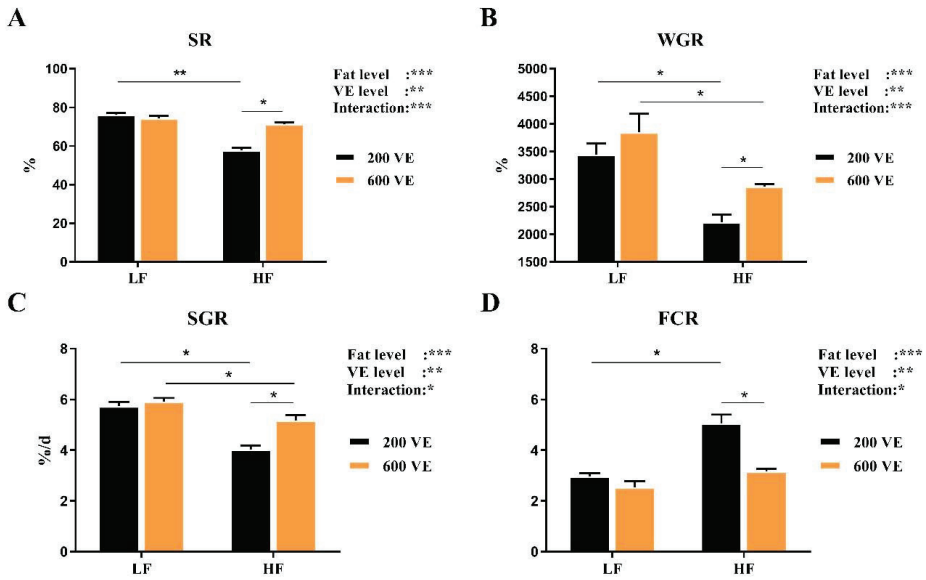 A
SR
**
*
Fat level :***
VE level :**
Interaction:***
200 VE
600 VE
100
80
60
40
20
0
%
LF
HF
B
WGR
*
*
*
Fat level :***
VE level :**
Interaction:***
200 VE
600 VE
5000
4500
4000
3500
3000
2500
2000
1500
%
LF
HF
C
SGR
*
*
*
Fat level :***
VE level :**
Interaction:*
200 VE
600 VE
8
6
4
2
0
%/d
LF
HF
D
FCR
*
*
Fat level :***
VE level :**
Interaction:*
200 VE
600 VE
8
6
4
2
0
LF
HF